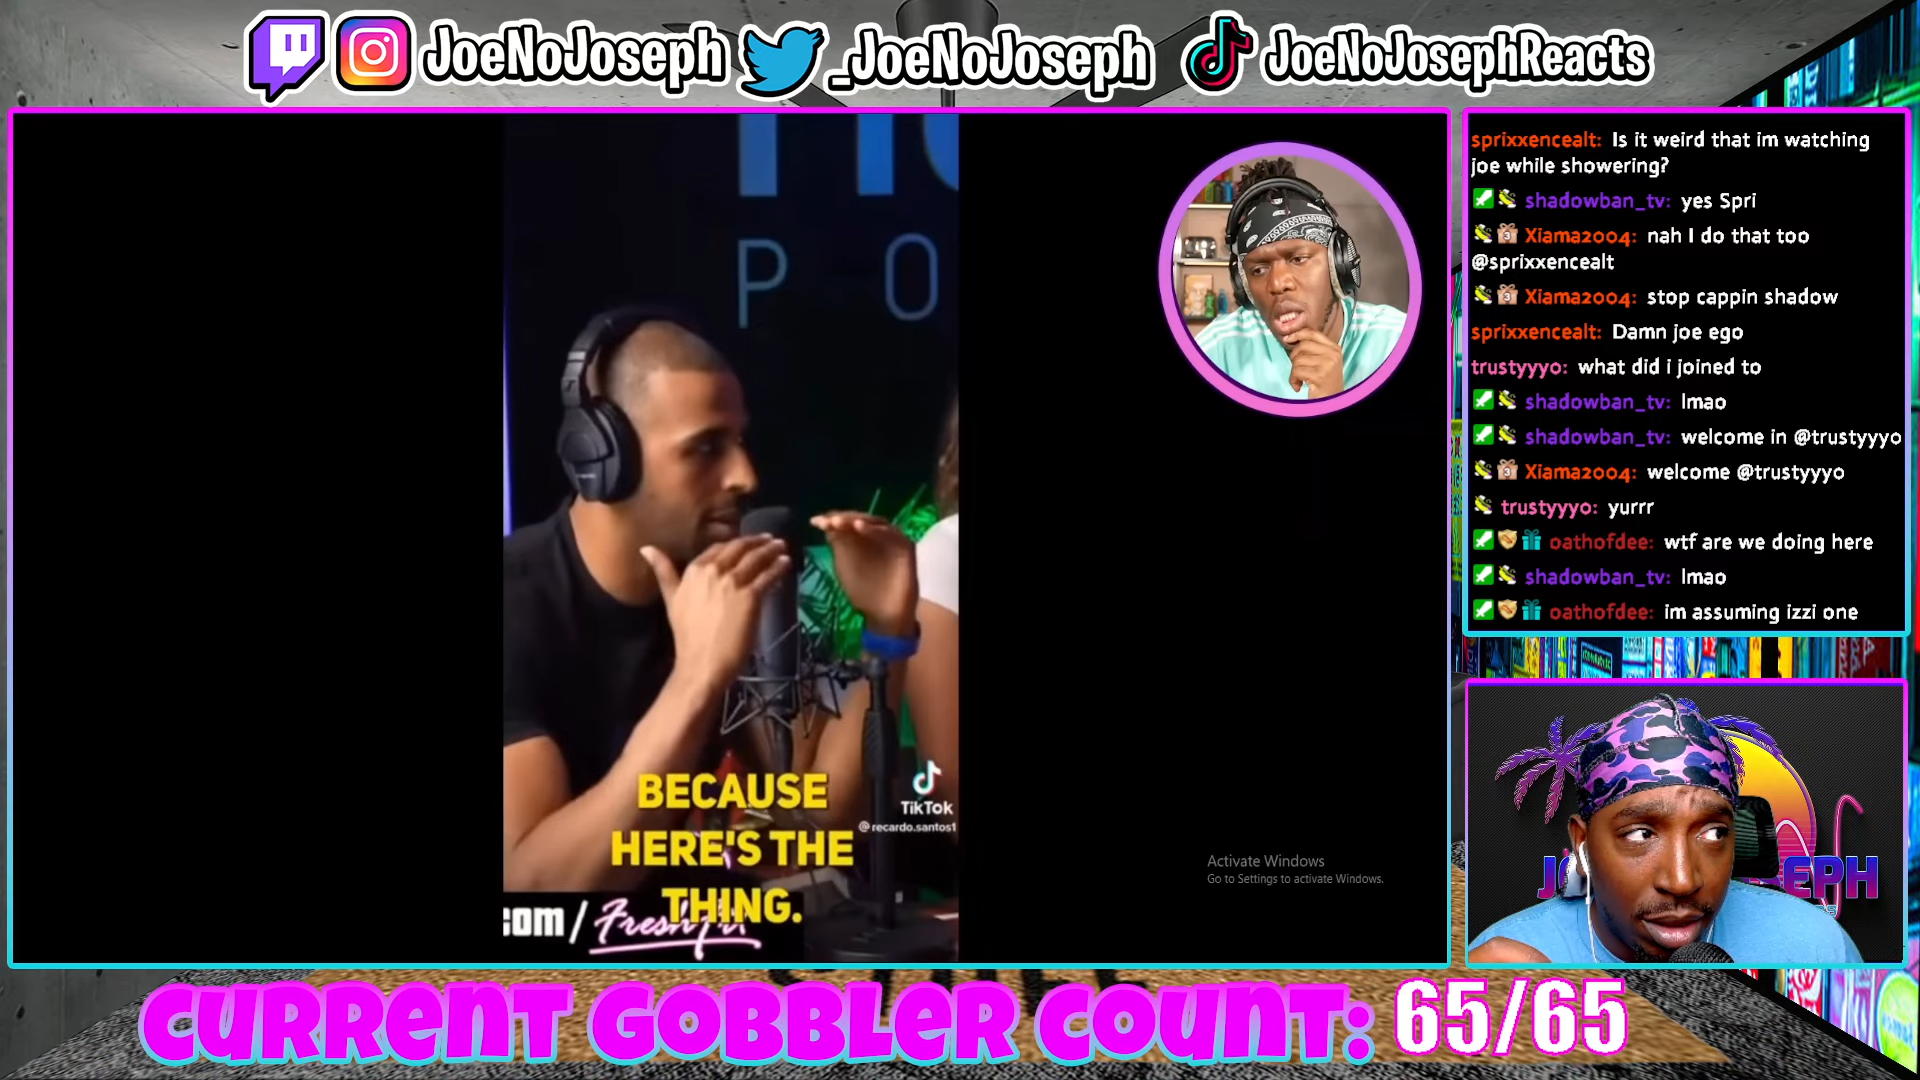 JoeNoJoseph _JoeNoJoseph JoeNoJosephReacts
P O
BECAUSE
HERE'S THE
THING.
TikTok
@recardo.santos1
com/
Activate Windows
Go to Settings to activate Windows.
sprixxencealt: Is it weird that im watching
joe while showering?
shadowban_tv: yes Spri
Xiama2004: nah I do that too
@sprixxencealt
Xiama2004: stop cappin shadow
sprixxencealt: Damn joe ego
trustyyyo: what did i joined to
shadowban_tv: lmao
shadowban_tv: welcome in @trustyyyo
Xiama2004: welcome @trustyyyo
trustyyyo: yurrr
oathofdee: wtf are we doing here
shadowban_tv: lmao
oathofdee: im assuming izzi one
EPH
CURRENT GOBBLER COUNT: 65/65